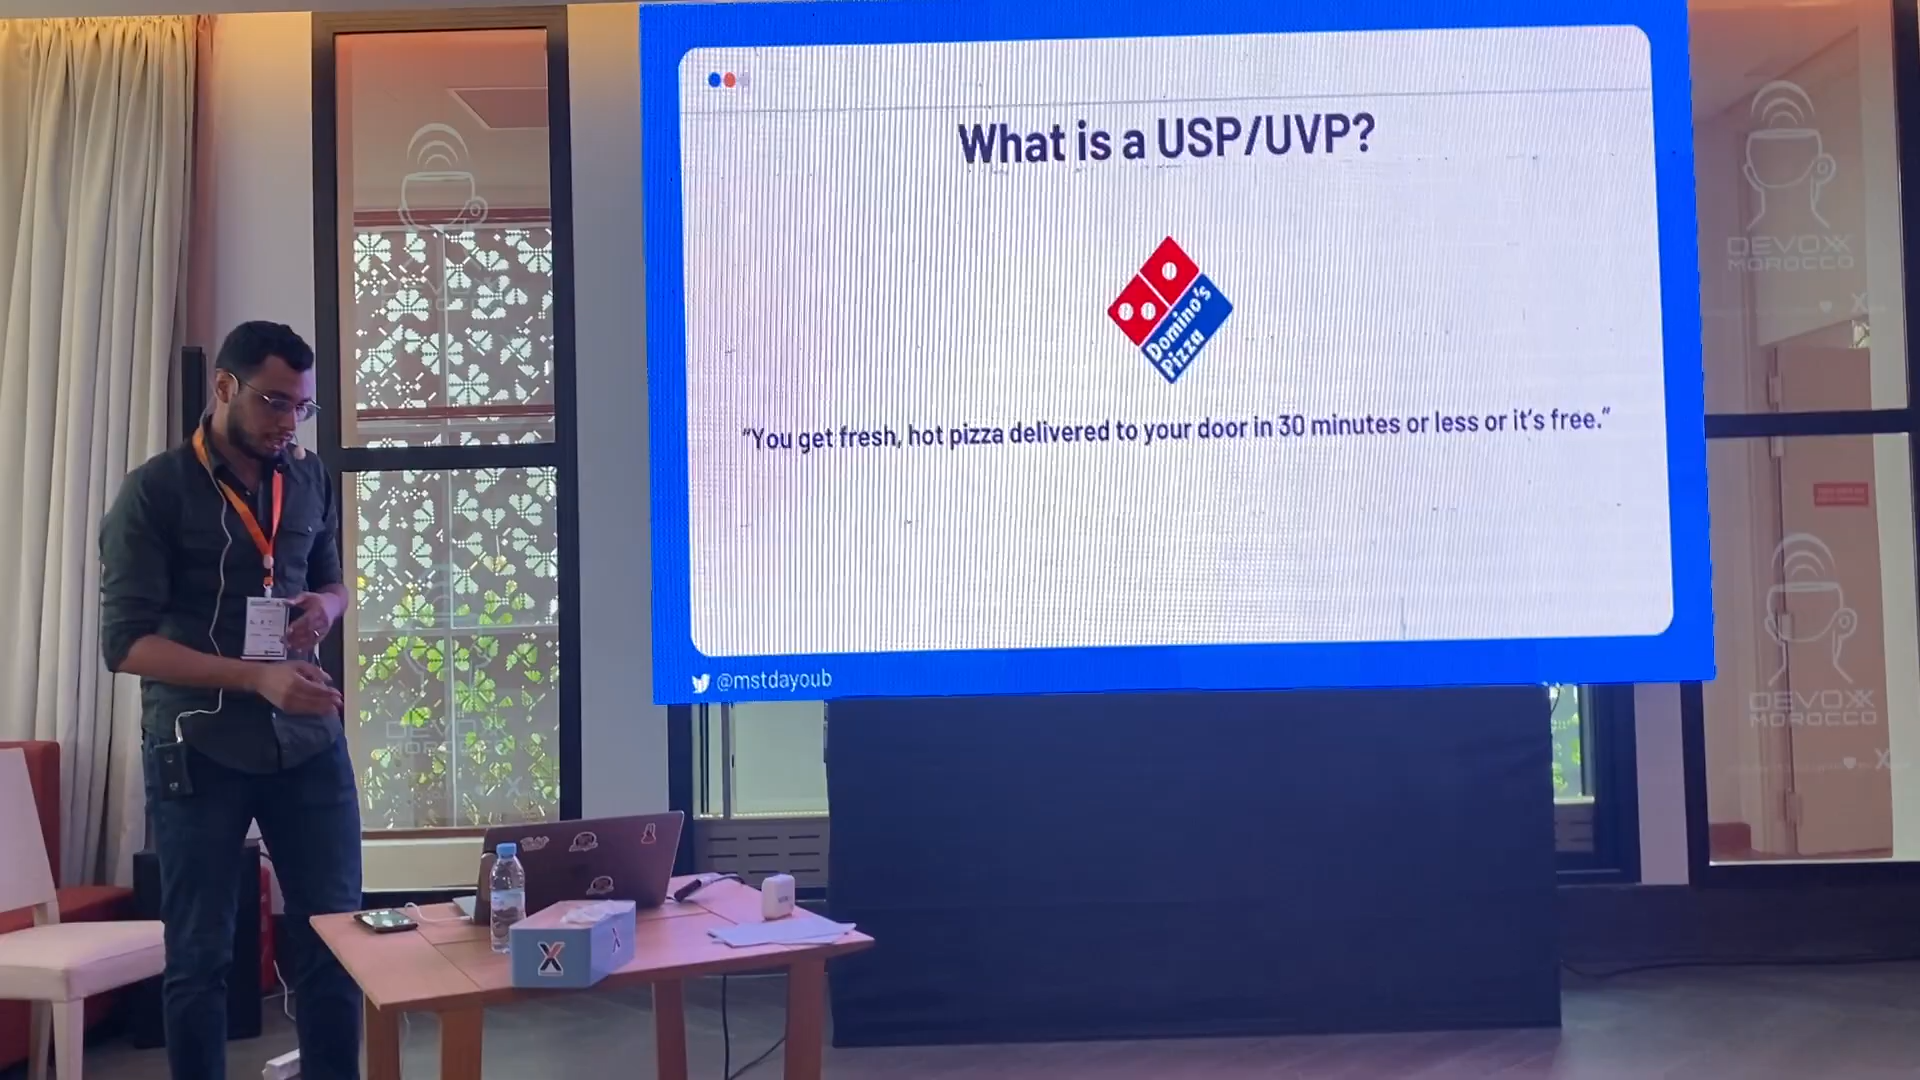 What is a USP/UVP?
Domino's
Pizza
“You get fresh, hot pizza delivered to your door in 30 minutes or less or it’s free.”
@mstdayoub
DEVOXX
MOROCCO
DEVOXX
MOROCCO
X